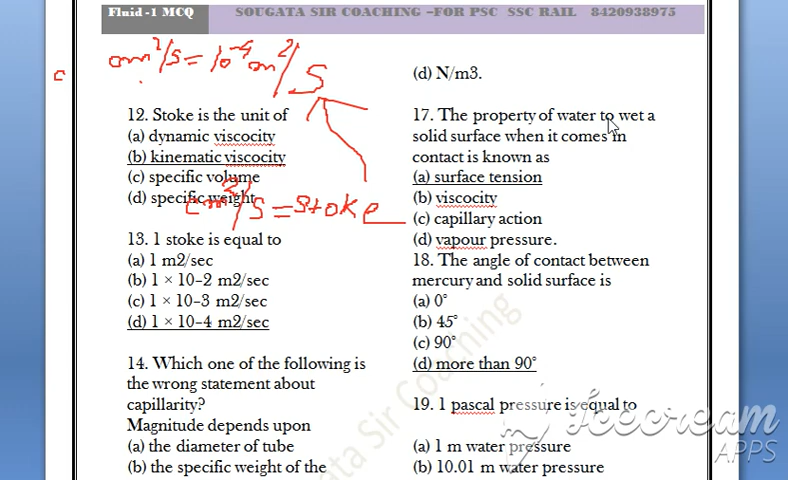 Fluid -1 MCQ
SOUGATA SIR COACHING –FOR PSC SSC RAIL 8420938975
c
cm²/s = 10⁻⁴ m²/s
12. Stoke is the unit of
(a) dynamic viscocity
(b) kinematic viscocity
(c) specific volume
(d) specific weight
cm²/s = Stoke
13. 1 stoke is equal to
(a) 1 m2/sec
(b) 1 × 10–2 m2/sec
(c) 1 × 10–3 m2/sec
(d) 1 × 10–4 m2/sec
14. Which one of the following is
the wrong statement about
capillarity?
Magnitude depends upon
(a) the diameter of tube
(b) the specific weight of the
(d) N/m3.
17. The property of water to wet a
solid surface when it comes in
contact is known as
(a) surface tension
(b) viscocity
(c) capillary action
(d) vapour pressure.
18. The angle of contact between
mercury and solid surface is
(a) 0°
(b) 45°
(c) 90°
(d) more than 90°
19. 1 pascal pressure is equal to
(a) 1 m water pressure
(b) 10.01 m water pressure
ata Sir Coaching
Icecream
APPS